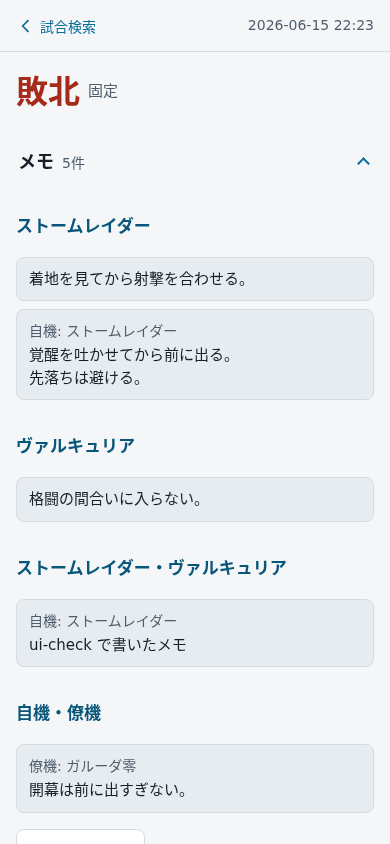 試合検索
2026-06-15 22:23
敗北 固定
メモ 5件
ストームレイダー
着地を見てから射撃を合わせる。
自機: ストームレイダー
覚醒を吐かせてから前に出る。
先落ちは避ける。
ヴァルキュリア
格闘の間合いに入らない。
ストームレイダー・ヴァルキュリア
自機: ストームレイダー
ui-check で書いたメモ
自機・僚機
僚機: ガルーダ零
開幕は前に出すぎない。